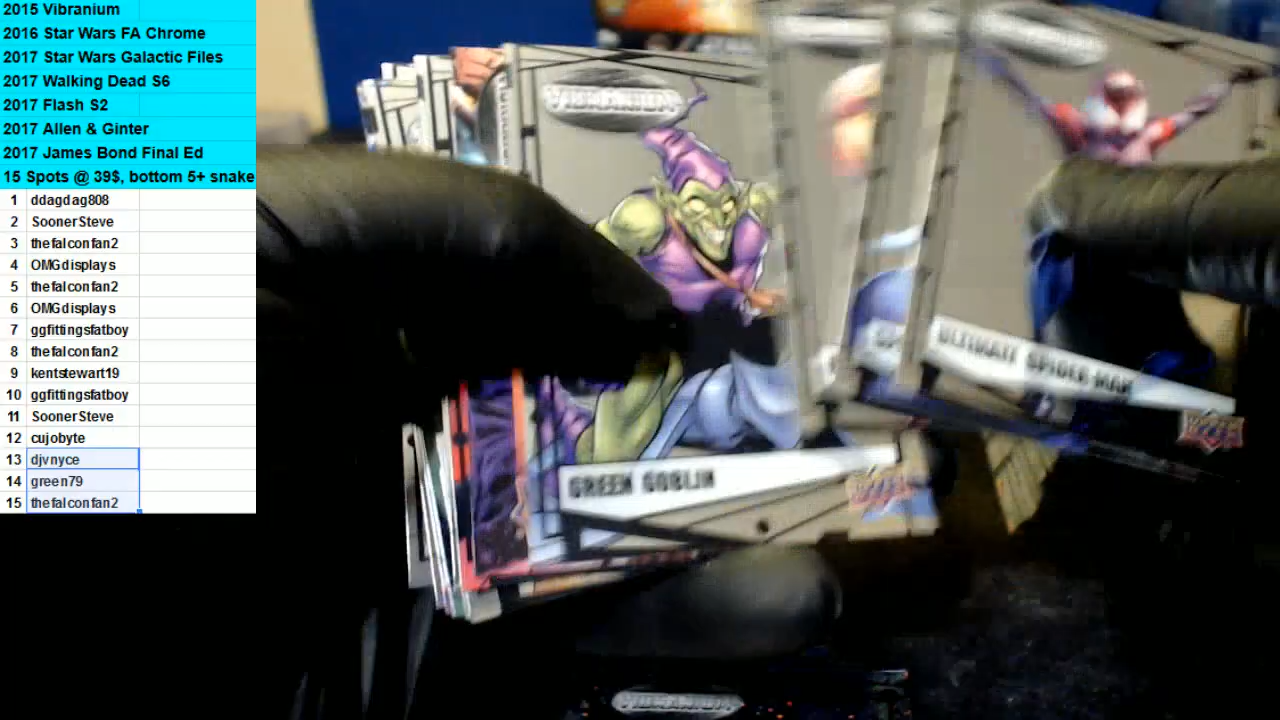 2015 Vibranium
2016 Star Wars FA Chrome
2017 Star Wars Galactic Files
2017 Walking Dead S6
2017 Flash S2
2017 Allen & Ginter
2017 James Bond Final Ed
15 Spots @ 39$, bottom 5+ snake
1 ddagdag808
2 SoonerSteve
3 thefalconfan2
4 OMGdisplays
5 thefalconfan2
6 OMGdisplays
7 ggfittingsfatboy
8 thefalconfan2
9 kentstewart19
10 ggfittingsfatboy
11 SoonerSteve
12 cujobyte
13 djvnyce
14 green79
15 thefalconfan2
VIBRANIUM
GREEN GOBLIN
ULTIMATE SPIDER-MAN
VIBRANIUM